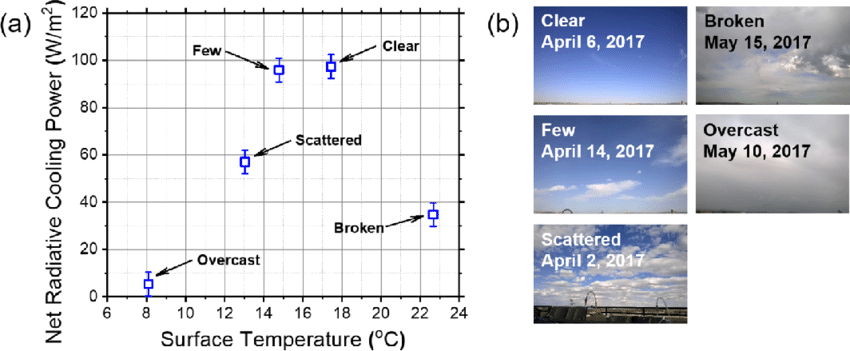 (a)
Net Radiative Cooling Power (W/m²)
120
100
80
60
40
20
0
6
8
10
12
14
16
18
20
22
24
Surface Temperature (°C)
Few
Clear
Scattered
Broken
Overcast
(b)
Clear
April 6, 2017
Broken
May 15, 2017
Few
April 14, 2017
Overcast
May 10, 2017
Scattered
April 2, 2017